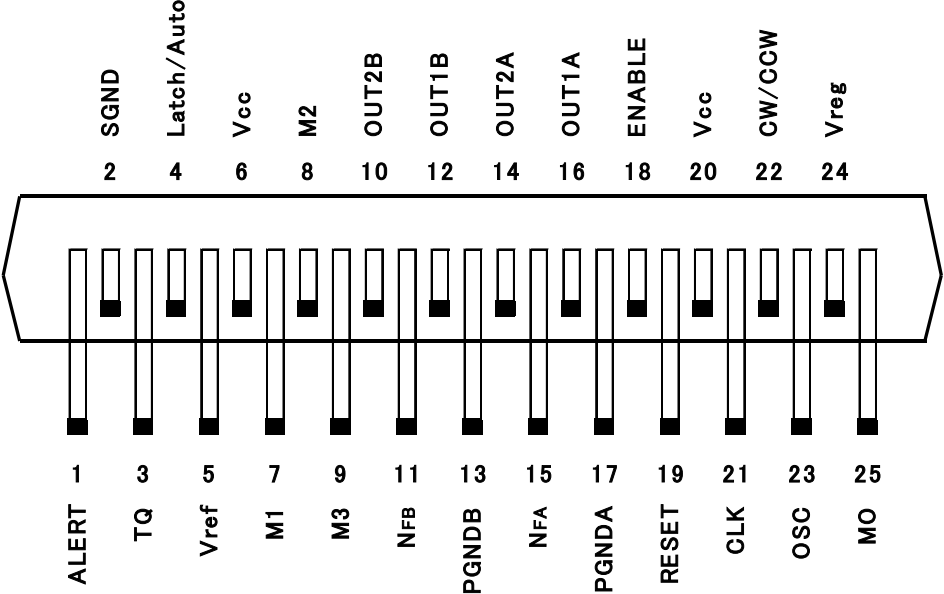 SGND Latch/Auto Vcc M2 OUT2B OUT1B OUT2A OUT1A ENABLE Vcc CW/CCW Vreg
2 4 6 8 10 12 14 16 18 20 22 24
1 3 5 7 9 11 13 15 17 19 21 23 25
ALERT TQ Vref M1 M3 NFB PGNDB NFA PGNDA RESET CLK OSC MO